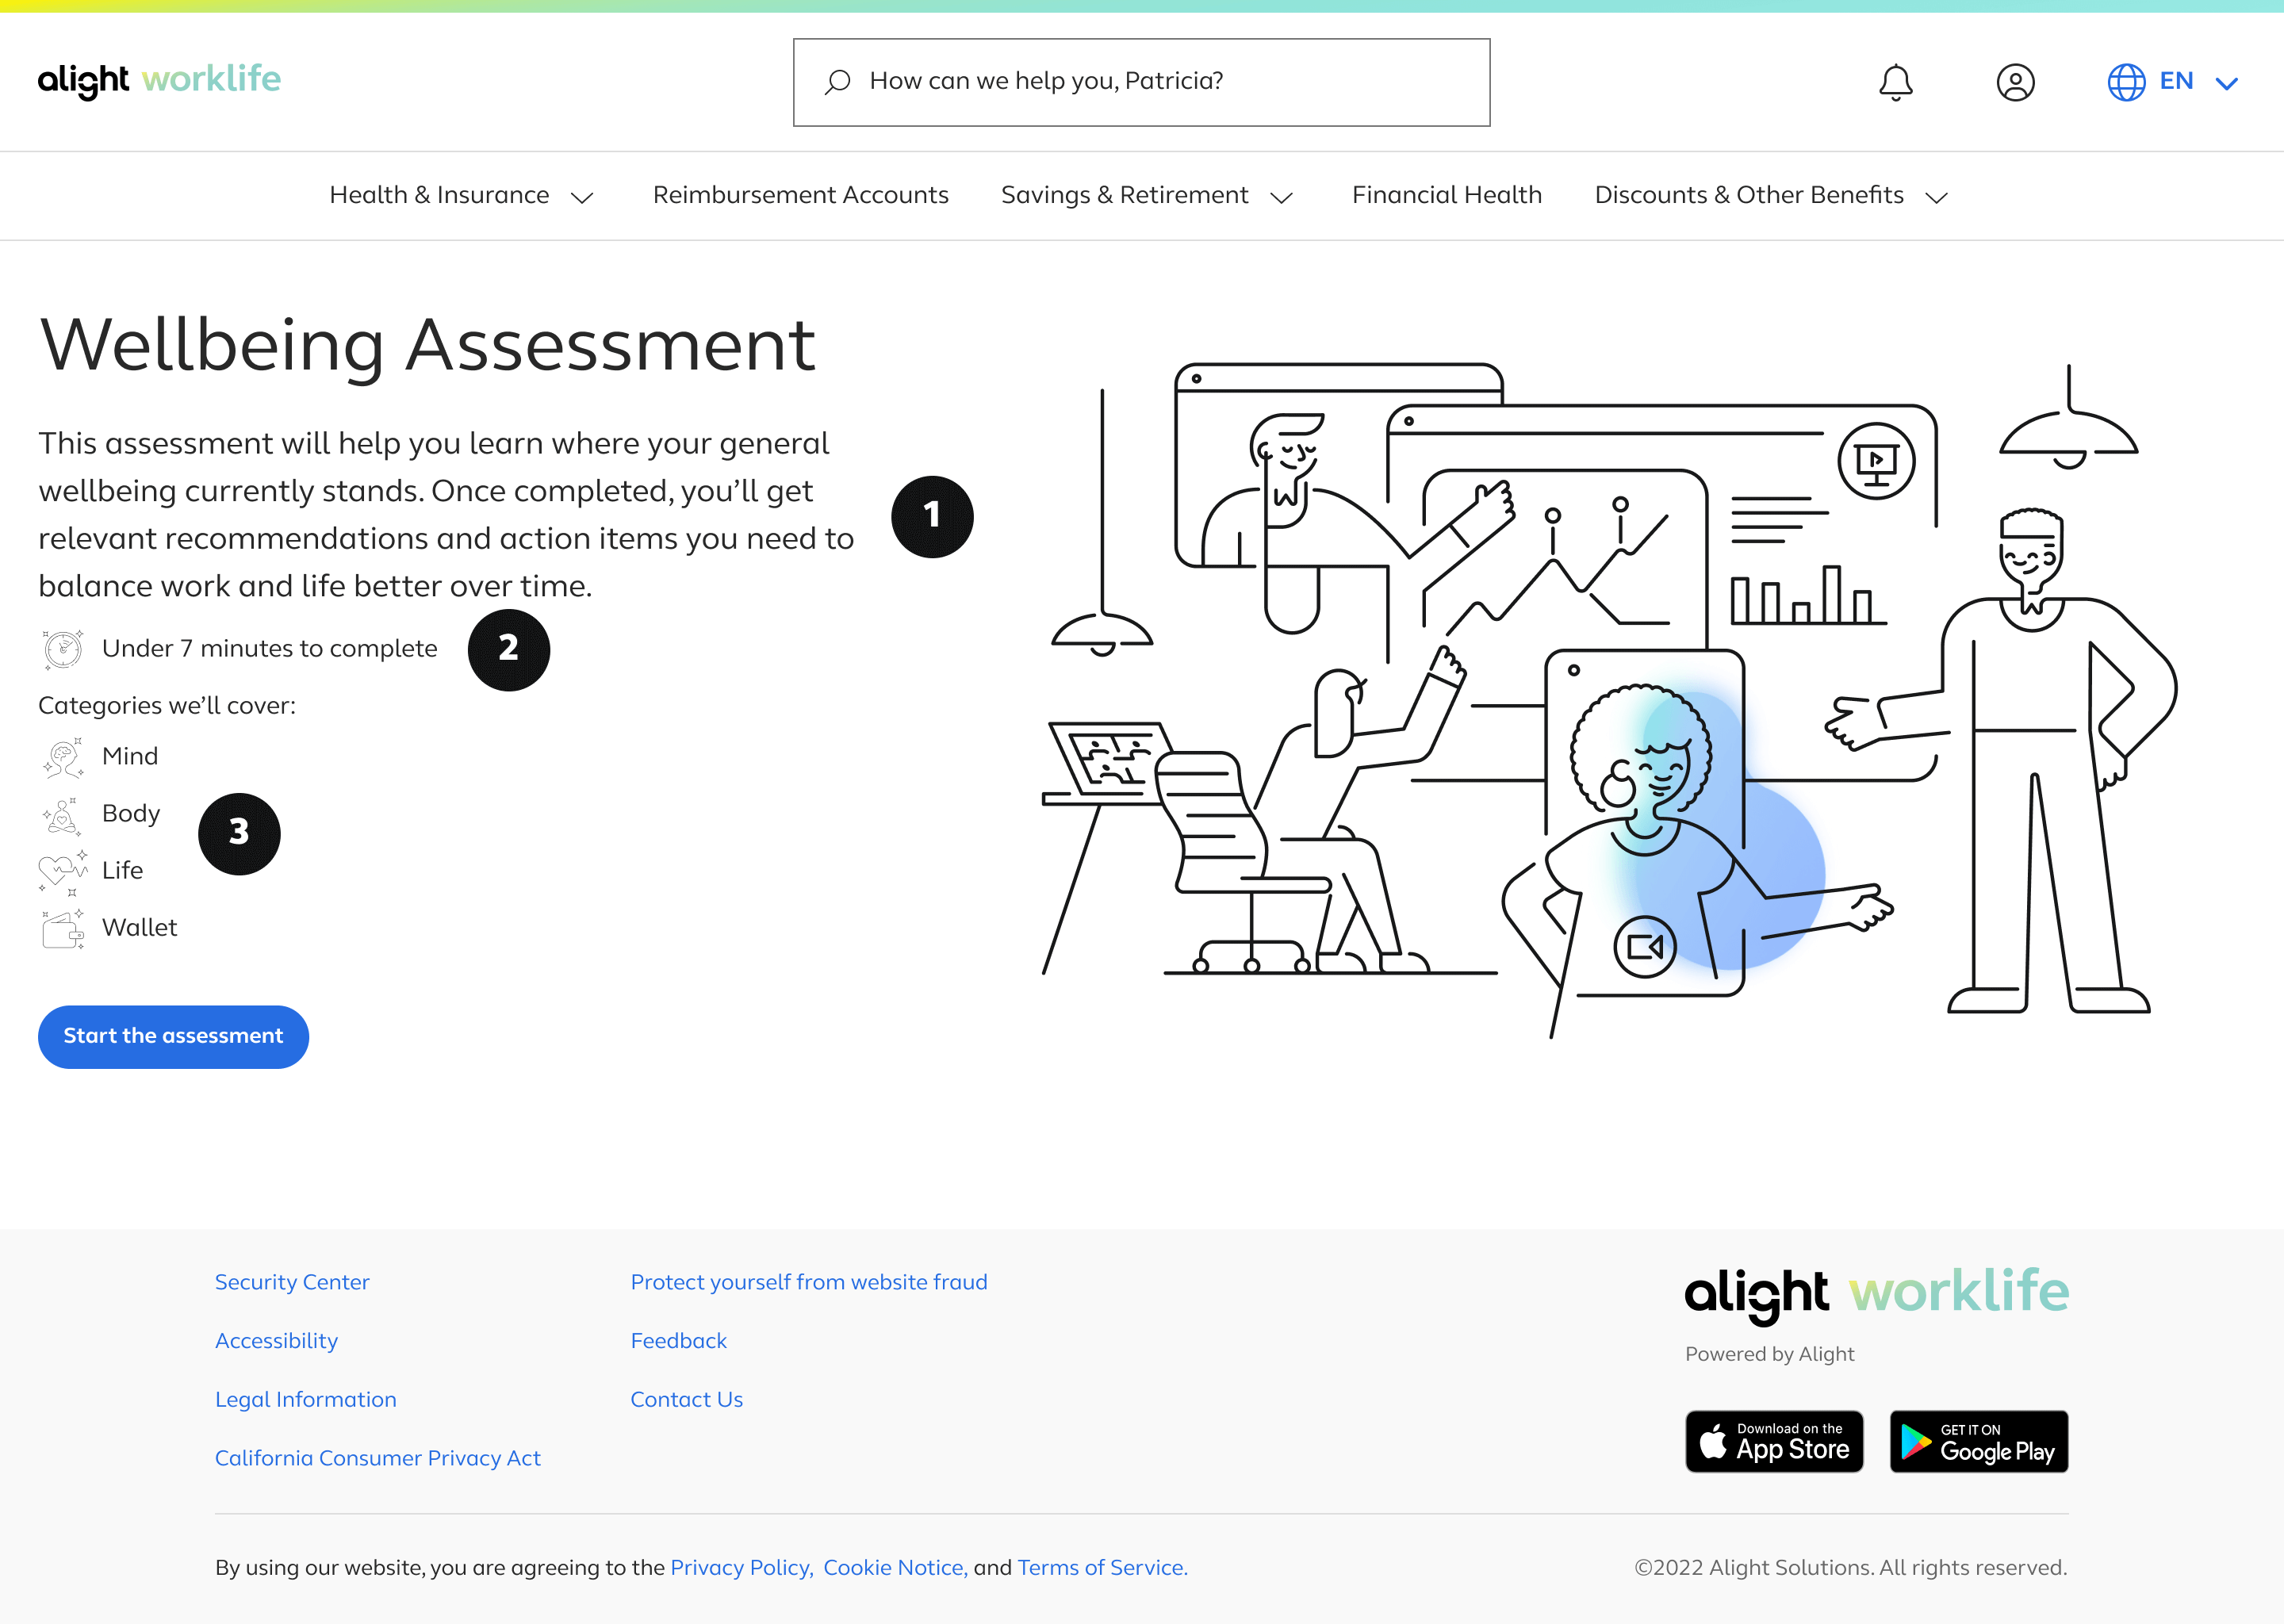 alight worklife
How can we help you, Patricia?
EN
Health & Insurance
Reimbursement Accounts
Savings & Retirement
Financial Health
Discounts & Other Benefits
Wellbeing Assessment
This assessment will help you learn where your general
wellbeing currently stands. Once completed, you’ll get
relevant recommendations and action items you need to
balance work and life better over time.
1
Under 7 minutes to complete
2
Categories we’ll cover:
Mind
Body
3
Life
Wallet
Start the assessment
Security Center
Accessibility
Legal Information
California Consumer Privacy Act
Protect yourself from website fraud
Feedback
Contact Us
alight worklife
Powered by Alight
Download on the
App Store
GET IT ON
Google Play
By using our website, you are agreeing to the Privacy Policy, Cookie Notice, and Terms of Service.
©2022 Alight Solutions. All rights reserved.